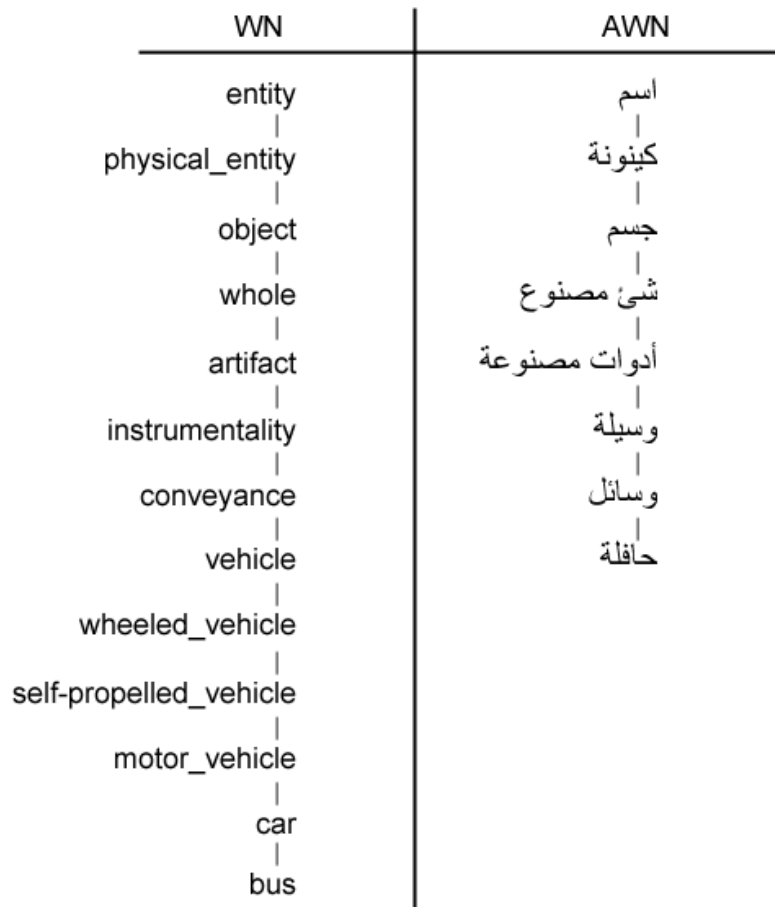 WN AWN
entity اسم
physical_entity كينونة
object جسم
whole شئ مصنوع
artifact أدوات مصنوعة
instrumentality وسيلة
conveyance وسائل
vehicle حافلة
wheeled_vehicle
self-propelled_vehicle
motor_vehicle
car
bus